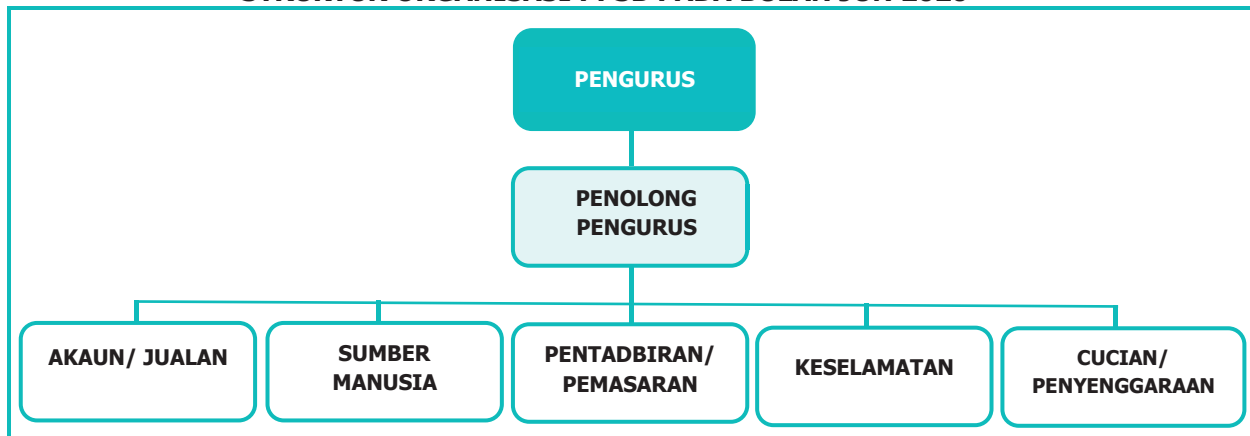 PENGURUS
PENOLONG
PENGURUS
AKAUN/ JUALAN
SUMBER
MANUSIA
PENTADBIRAN/
PEMASARAN
KESELAMATAN
CUCIAN/
PENYENGGARAAN